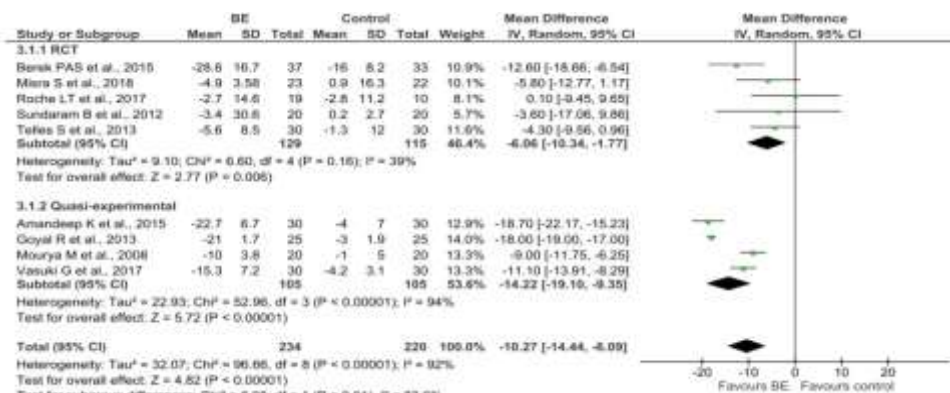 BE Control Mean Difference Mean Difference
Study or Subgroup Mean SD Total Mean SD Total Weight IV, Random, 95% CI IV, Random, 95% CI
3.1.1 RCT
Berek PAS et al., 2015 -28.6 16.7 37 -16 8.2 33 10.9% -12.60 [-18.66, -6.54]
Misra S et al., 2018 -4.9 3.58 23 0.9 16.3 22 10.1% -5.80 [-12.77, 1.17]
Roche LT et al., 2017 -2.7 14.6 19 -2.8 11.2 10 8.1% 0.10 [-9.45, 9.65]
Sundaram B et al., 2012 -3.4 30.6 20 0.2 2.7 20 5.7% -3.60 [-17.06, 9.86]
Telles S et al., 2013 -5.6 8.5 30 -1.3 12 30 11.6% -4.30 [-9.56, 0.96]
Subtotal (95% CI) 129 115 46.4% -6.06 [-10.34, -1.77]
Heterogeneity: Tau² = 9.10; Chi² = 6.60, df = 4 (P = 0.16); I² = 39%
Test for overall effect: Z = 2.77 (P = 0.006)
3.1.2 Quasi-experimental
Amandeep K et al., 2015 -22.7 6.7 30 -4 7 30 12.9% -18.70 [-22.17, -15.23]
Goyal R et al., 2013 -21 1.7 25 -3 1.9 25 14.0% -18.00 [-19.00, -17.00]
Mourya M et al., 2008 -10 3.8 20 -1 5 20 13.3% -9.00 [-11.75, -6.25]
Vasuki G et al., 2017 -15.3 7.2 30 -4.2 3.1 30 13.3% -11.10 [-13.91, -8.29]
Subtotal (95% CI) 105 105 53.6% -14.22 [-19.10, -9.35]
Heterogeneity: Tau² = 22.93; Chi² = 52.96, df = 3 (P < 0.00001); I² = 94%
Test for overall effect: Z = 5.72 (P < 0.00001)
Total (95% CI) 234 220 100.0% -10.27 [-14.44, -6.09]
Heterogeneity: Tau² = 32.07; Chi² = 96.66, df = 8 (P < 0.00001); I² = 92%
Test for overall effect: Z = 4.82 (P < 0.00001)
-20 -10 0 10 20
Favours BE Favours control